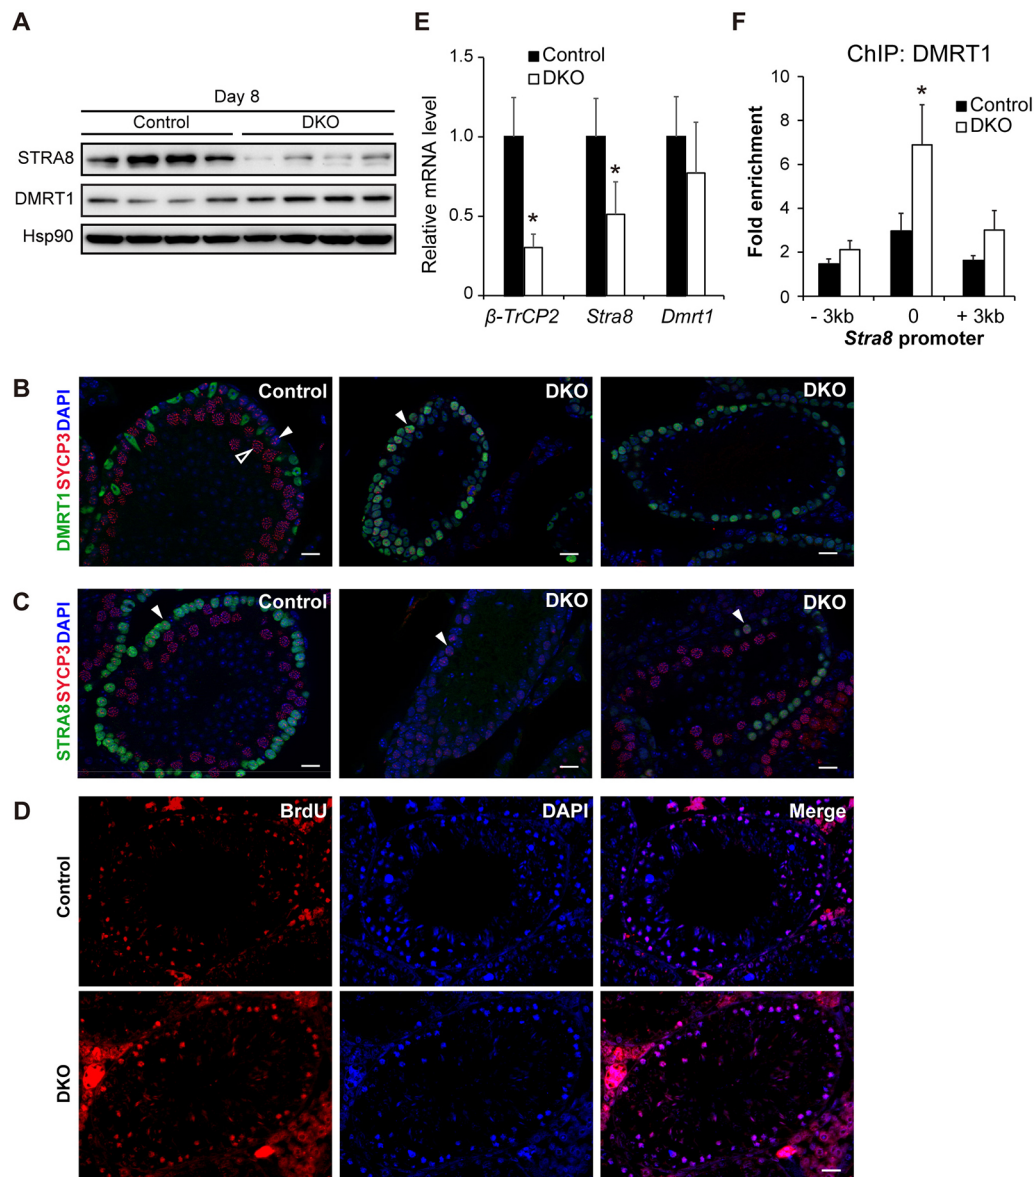 A
Day 8
Control DKO
STRA8
DMRT1
Hsp90
E
1.5
1.0
0.5
0
Relative mRNA level
Control
DKO
*
*
β-TrCP2 Stra8 Dmrt1
F
ChIP: DMRT1
10
8
6
4
2
0
Fold enrichment
Control
DKO
*
- 3kb 0 + 3kb
Stra8 promoter
B
DMRT1SYCP3DAPI
Control
DKO
DKO
C
STRA8SYCP3DAPI
Control
DKO
DKO
D
BrdU
DAPI
Merge
Control
DKO